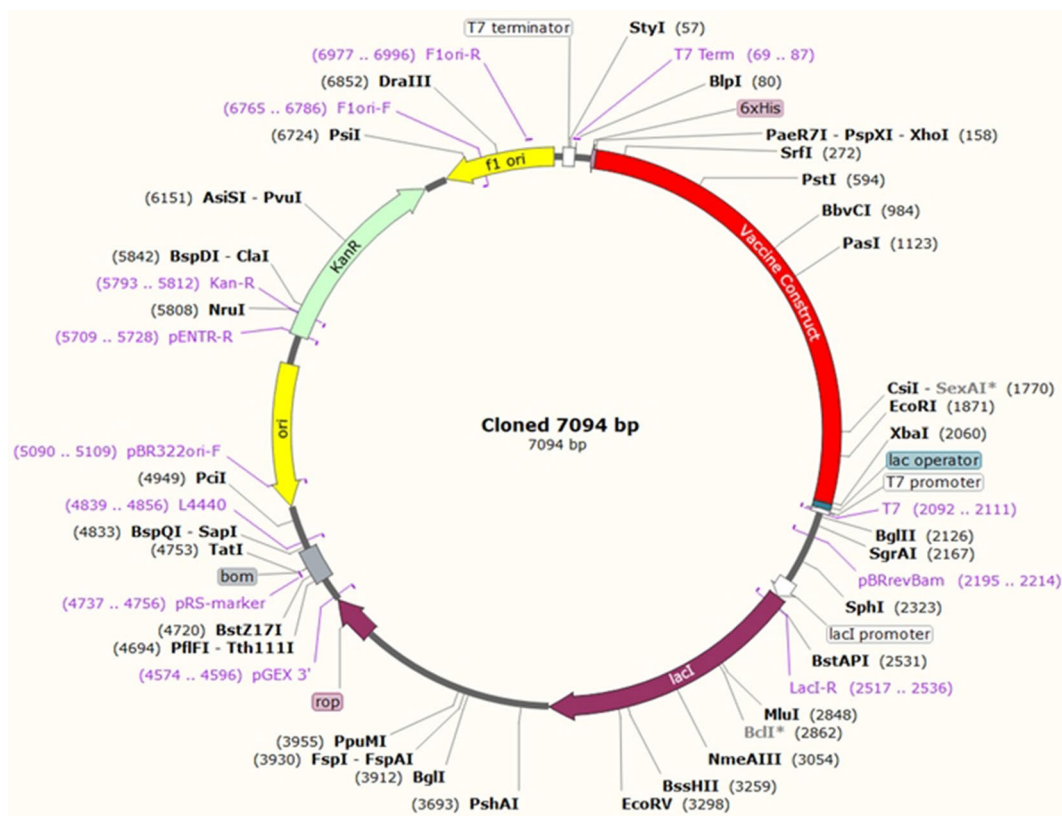 T7 terminator
StyI (57)
(6977 .. 6996) F1ori-R
T7 Term (69 .. 87)
(6852) DraIII
BlpI (80)
(6765 .. 6786) F1ori-F
6xHis
(6724) PsiI
PaeR7I - PspXI - XhoI (158)
f1 ori
SrfI (272)
PstI (594)
(6151) AsiSI - PvuI
BbvCI (984)
KanR
Vaccine Construct
PasI (1123)
(5842) BspDI - ClaI
(5793 .. 5812) Kan-R
(5808) NruI
(5709 .. 5728) pENTR-R
CsiI - SexAI* (1770)
EcoRI (1871)
ori
Cloned 7094 bp
7094 bp
XbaI (2060)
(5090 .. 5109) pBR322ori-F
lac operator
(4949) PciI
T7 promoter
(4839 .. 4856) L4440
T7 (2092 .. 2111)
(4833) BspQI - SapI
BglII (2126)
(4753) TatI
SgrAI (2167)
bom
pBRrevBam (2195 .. 2214)
(4737 .. 4756) pRS-marker
SphI (2323)
(4720) BstZ17I
lacI promoter
(4694) PflFI - Tth111I
BstAPI (2531)
(4574 .. 4596) pGEX 3'
lacI
LacI-R (2517 .. 2536)
rop
MluI (2848)
BclI* (2862)
(3955) PpuMI
NmeAIII (3054)
(3930) FspI - FspAI
(3912) BglI
BssHII (3259)
(3693) PshAI
EcoRV (3298)